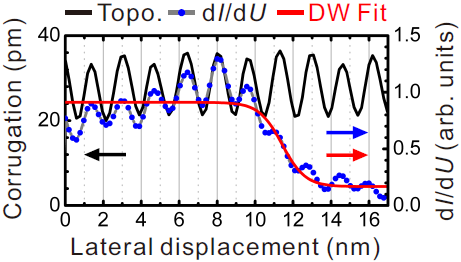 Topo. dI/dU DW Fit
Corrugation (pm)
40
20
0
1.5
1.0
0.5
0.0
dI/dU (arb. units)
0 2 4 6 8 10 12 14 16
Lateral displacement (nm)